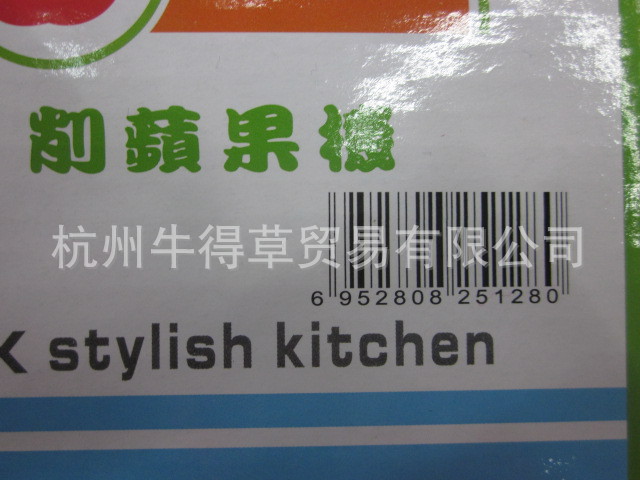 削蘋果機
杭州牛得草贸易有限公司
6 952808 251280
stylish kitchen